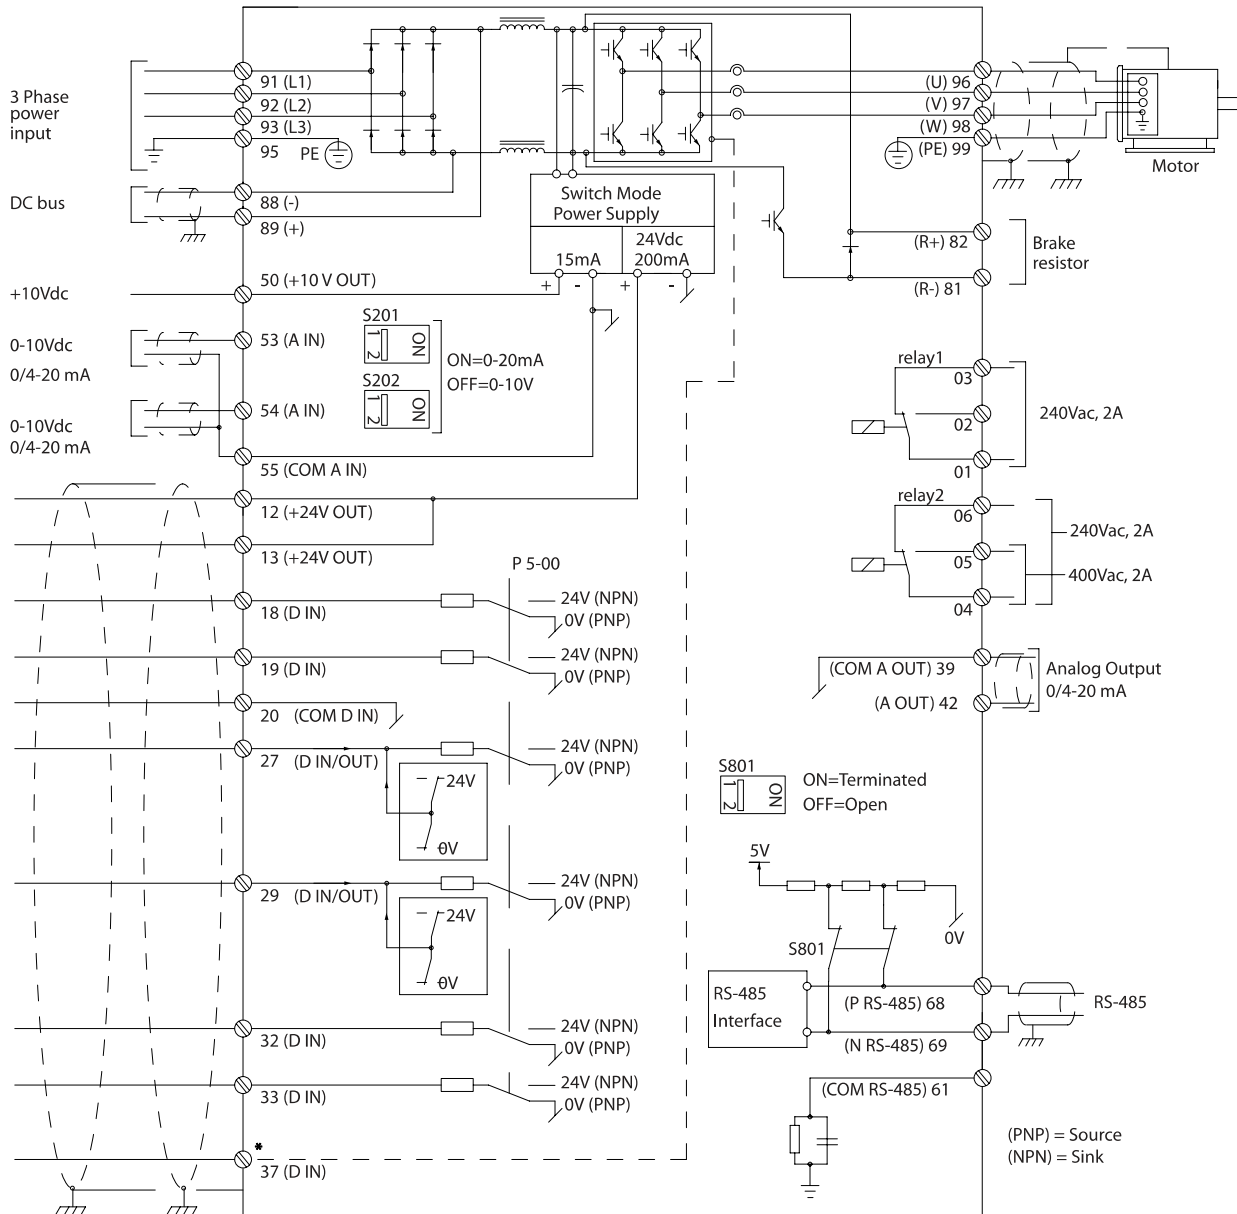 3 Phase
power
input
91 (L1)
92 (L2)
93 (L3)
95 PE
DC bus
88 (-)
89 (+)
+10Vdc
50 (+10 V OUT)
0-10Vdc
0/4-20 mA
53 (A IN)
0-10Vdc
0/4-20 mA
54 (A IN)
55 (COM A IN)
12 (+24V OUT)
13 (+24V OUT)
18 (D IN)
19 (D IN)
20 (COM D IN)
27 (D IN/OUT)
24V
0V
29 (D IN/OUT)
24V
0V
32 (D IN)
33 (D IN)
*
37 (D IN)
S201
1 2 ON
S202
1 2 ON
ON=0-20mA
OFF=0-10V
Switch Mode
Power Supply
15mA
24Vdc
200mA
+ - + -
P 5-00
24V (NPN)
0V (PNP)
24V (NPN)
0V (PNP)
24V (NPN)
0V (PNP)
24V (NPN)
0V (PNP)
24V (NPN)
0V (PNP)
24V (NPN)
0V (PNP)
(U) 96
(V) 97
(W) 98
(PE) 99
Motor
(R+) 82
(R-) 81
Brake
resistor
relay1
03
02
01
240Vac, 2A
relay2
06
05
04
240Vac, 2A
400Vac, 2A
(COM A OUT) 39
(A OUT) 42
Analog Output
0/4-20 mA
S801
1 2 ON
ON=Terminated
OFF=Open
5V
0V
S801
RS-485
Interface
(P RS-485) 68
(N RS-485) 69
(COM RS-485) 61
RS-485
(PNP) = Source
(NPN) = Sink